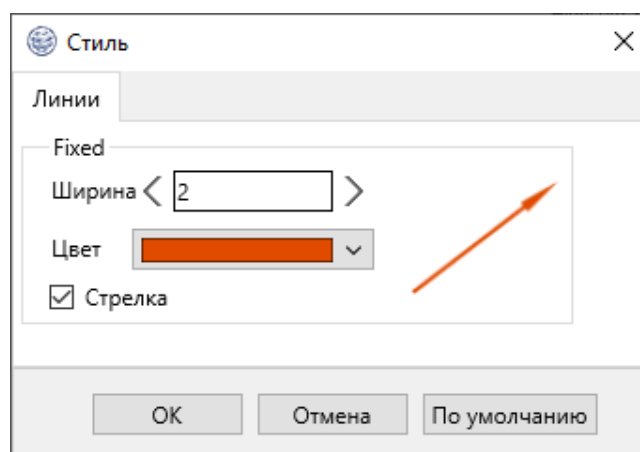 Стиль
Линии
Fixed
Ширина 2
Цвет
Стрелка
OK Отмена По умолчанию